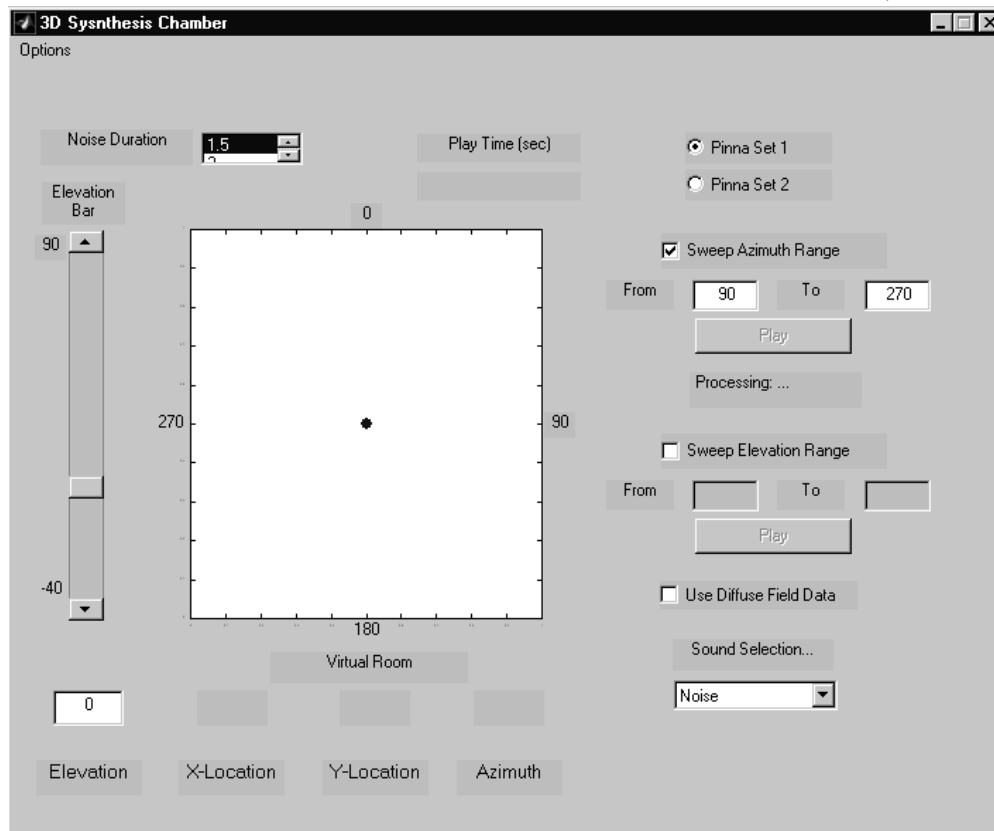 3D Sysnthesis Chamber
Options
Noise Duration
1.5
Play Time (sec)
Pinna Set 1
Pinna Set 2
Elevation
Bar
0
90
Sweep Azimuth Range
From 90 To 270
Play
Processing: ...
270
90
Sweep Elevation Range
From To
Play
-40
Use Diffuse Field Data
180
Sound Selection...
Virtual Room
Noise
0
Elevation X-Location Y-Location Azimuth